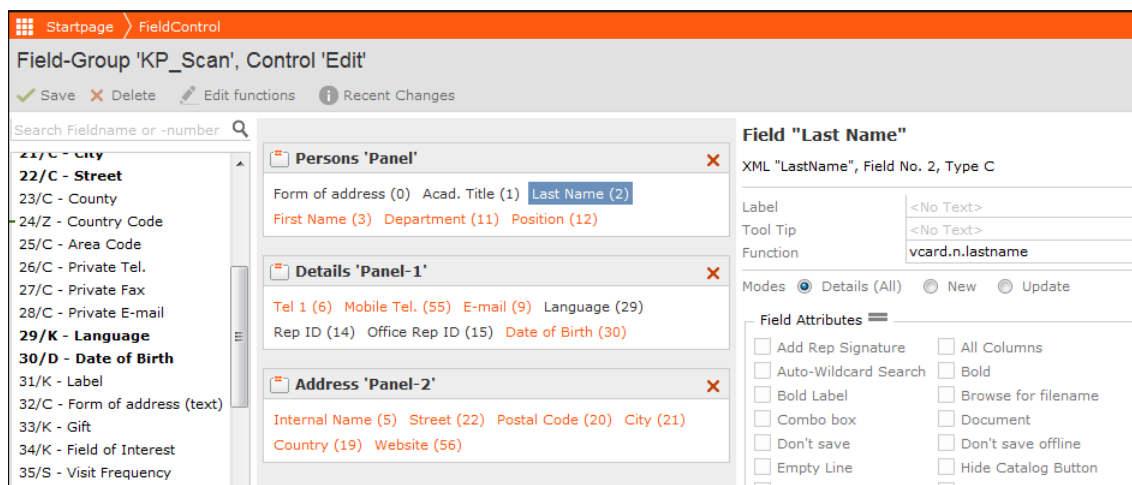 Startpage FieldControl
Field-Group 'KP_Scan', Control 'Edit'
Save Delete Edit functions Recent Changes
Search Fieldname or -number
21/C - City
22/C - Street
23/C - County
24/Z - Country Code
25/C - Area Code
26/C - Private Tel.
27/C - Private Fax
28/C - Private E-mail
29/K - Language
30/D - Date of Birth
31/K - Label
32/C - Form of address (text)
33/K - Gift
34/K - Field of Interest
35/S - Visit Frequency
Persons 'Panel'
Form of address (0) Acad. Title (1) Last Name (2)
First Name (3) Department (11) Position (12)
Details 'Panel-1'
Tel 1 (6) Mobile Tel. (55) E-mail (9) Language (29)
Rep ID (14) Office Rep ID (15) Date of Birth (30)
Address 'Panel-2'
Internal Name (5) Street (22) Postal Code (20) City (21)
Country (19) Website (56)
Field "Last Name"
XML "LastName", Field No. 2, Type C
Label <No Text>
Tool Tip <No Text>
Function vcard.n.lastname
Modes Details (All) New Update
Field Attributes
Add Rep Signature All Columns
Auto-Wildcard Search Bold
Bold Label Browse for filename
Combo box Document
Don't save Don't save offline
Empty Line Hide Catalog Button